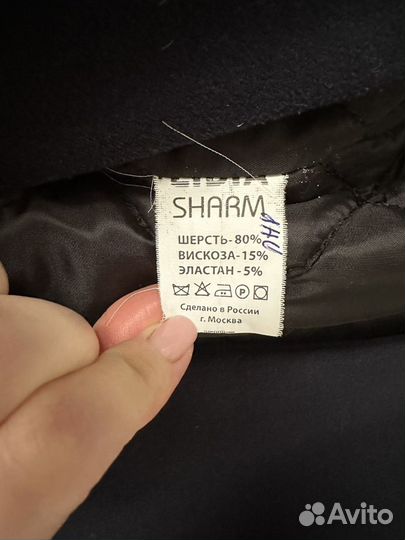 SHARM
ШЕРСТЬ-80%
ВИСКОЗА-15%
ЭЛАСТАН-5%
Сделано в России
г. Москва
Avito